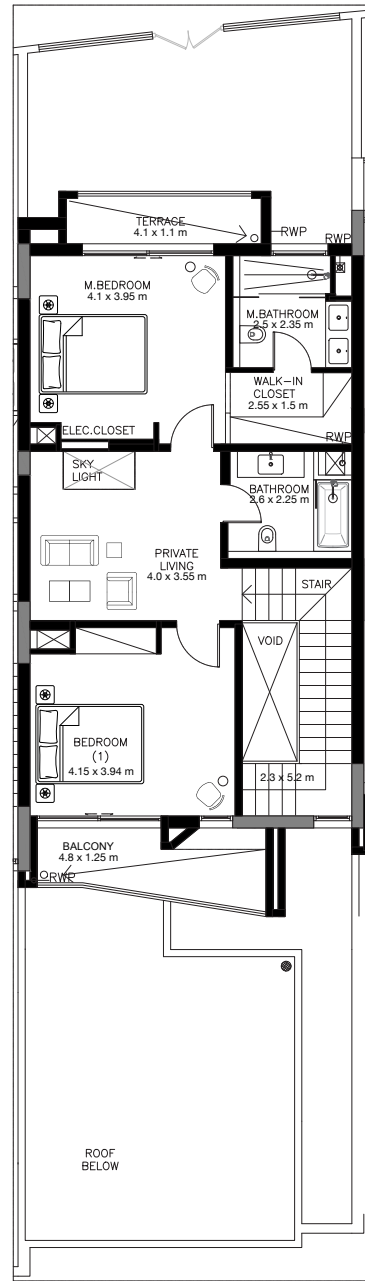 TERRACE
4.1 x 1.1 m
RWP
RWP
M.BEDROOM
4.1 x 3.95 m
M.BATHROOM
2.5 x 2.35 m
WALK-IN
CLOSET
2.55 x 1.5 m
ELEC.CLOSET
RWP
SKY
LIGHT
BATHROOM
2.6 x 2.25 m
PRIVATE
LIVING
4.0 x 3.55 m
STAIR
VOID
BEDROOM
(1)
4.15 x 3.94 m
2.3 x 5.2 m
BALCONY
4.8 x 1.25 m
RWP
ROOF
BELOW